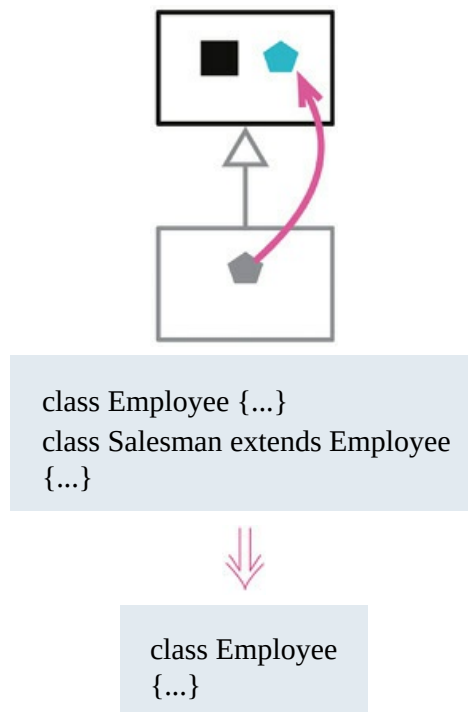 class Employee {...}
class Salesman extends Employee
{...}
class Employee
{...}